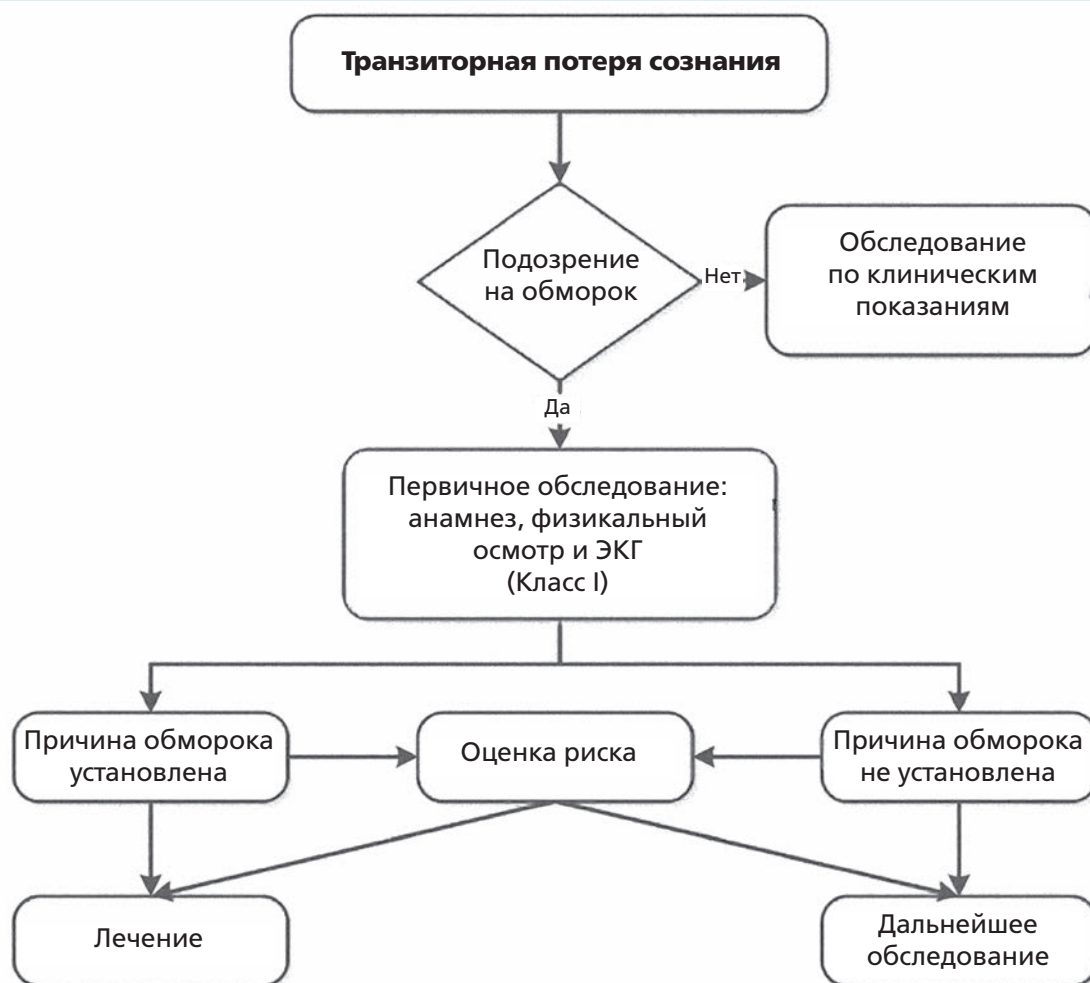 Транзиторная потеря сознания
Подозрение
на обморок
Нет
Обследование
по клиническим
показаниям
Да
Первичное обследование:
анамнез, физикальный
осмотр и ЭКГ
(Класс I)
Причина обморока
установлена
Оценка риска
Причина обморока
не установлена
Лечение
Дальнейшее
обследование